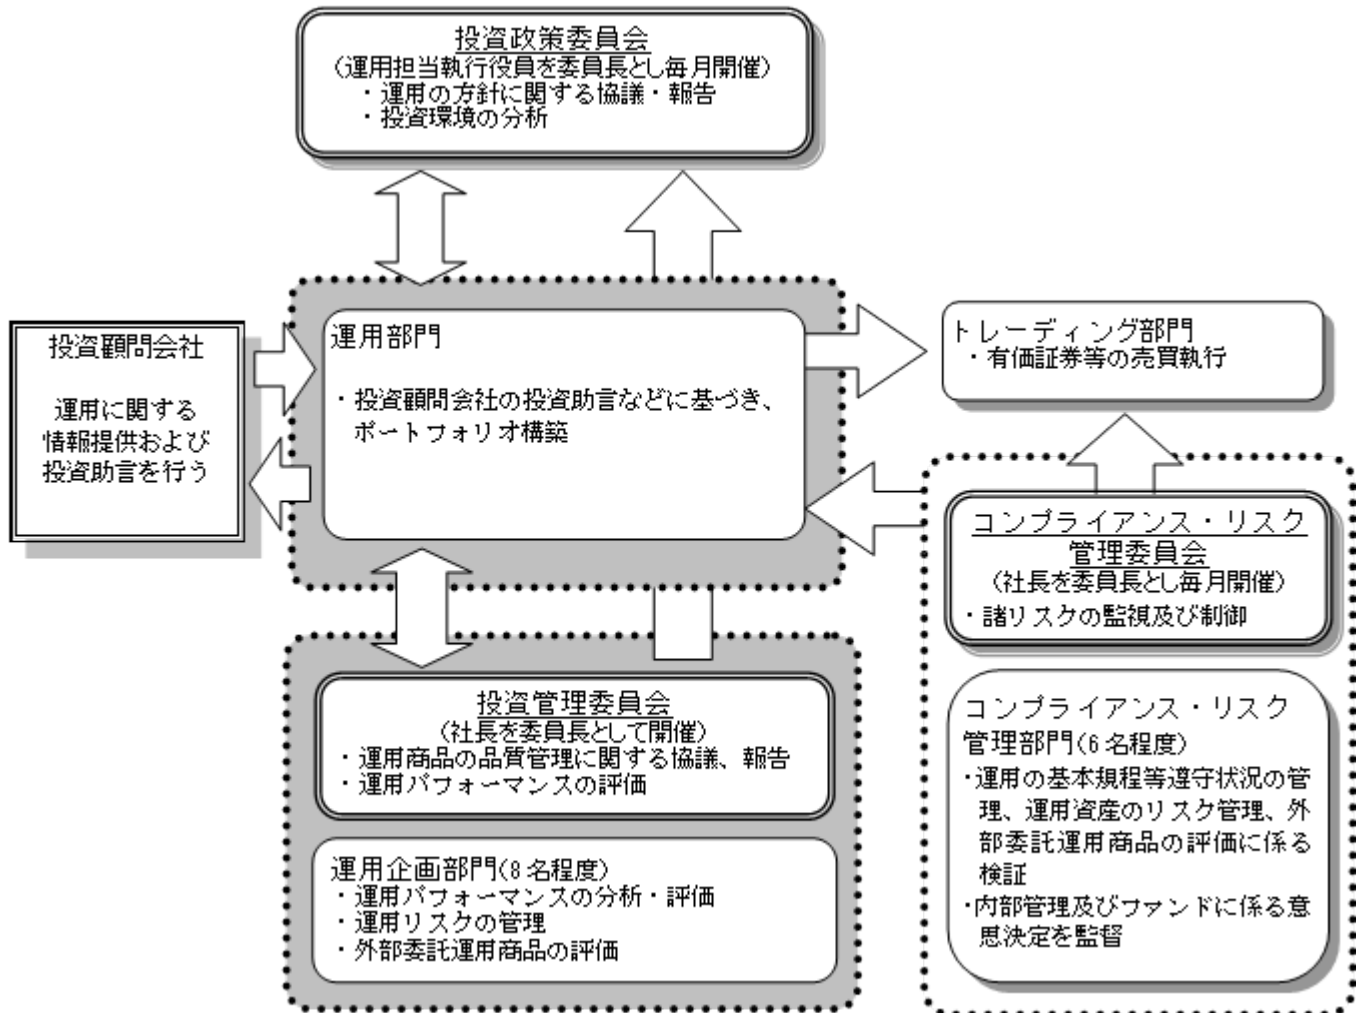 投資政策委員会
(運用担当執行役員を委員長とし毎月開催)
・運用の方針に関する協議・報告
・投資環境の分析
投資顧問会社
運用に関する
情報提供および
投資助言を行う
運用部門
・投資顧問会社の投資助言などに基づき、
ポートフォリオ構築
トレーディング部門
・有価証券等の売買執行
コンプライアンス・リスク
管理委員会
(社長を委員長とし毎月開催)
・諸リスクの監視及び制御
投資管理委員会
(社長を委員長として開催)
・運用商品の品質管理に関する協議、報告
・運用パフォーマンスの評価
運用企画部門(8名程度)
・運用パフォーマンスの分析・評価
・運用リスクの管理
・外部委託運用商品の評価
コンプライアンス・リスク
管理部門(6名程度)
・運用の基本規程等遵守状況の管
理、運用資産のリスク管理、外
部委託運用商品の評価に係る
検証
・内部管理及びファンドに係る意
思決定を監督